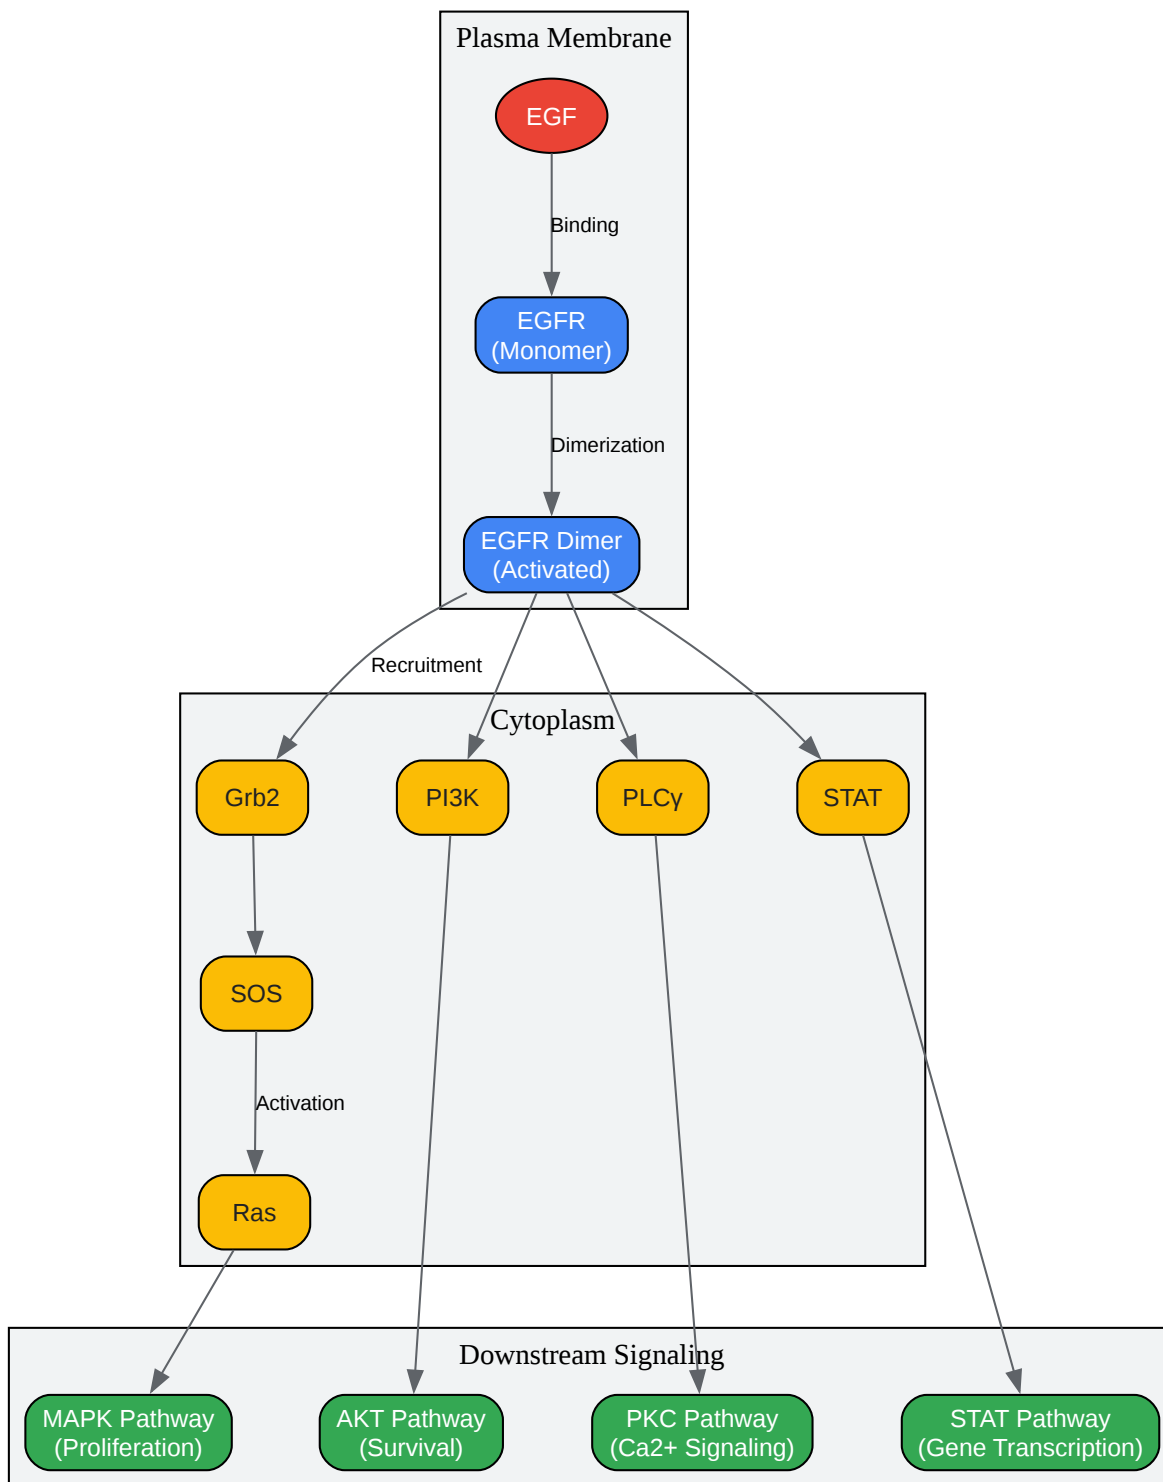 Plasma Membrane
EGF
Binding
EGFR
(Monomer)
Dimerization
EGFR Dimer
(Activated)
Recruitment
Cytoplasm
Grb2
PI3K
PLCγ
STAT
SOS
Activation
Ras
Downstream Signaling
MAPK Pathway
(Proliferation)
AKT Pathway
(Survival)
PKC Pathway
(Ca2+ Signaling)
STAT Pathway
(Gene Transcription)